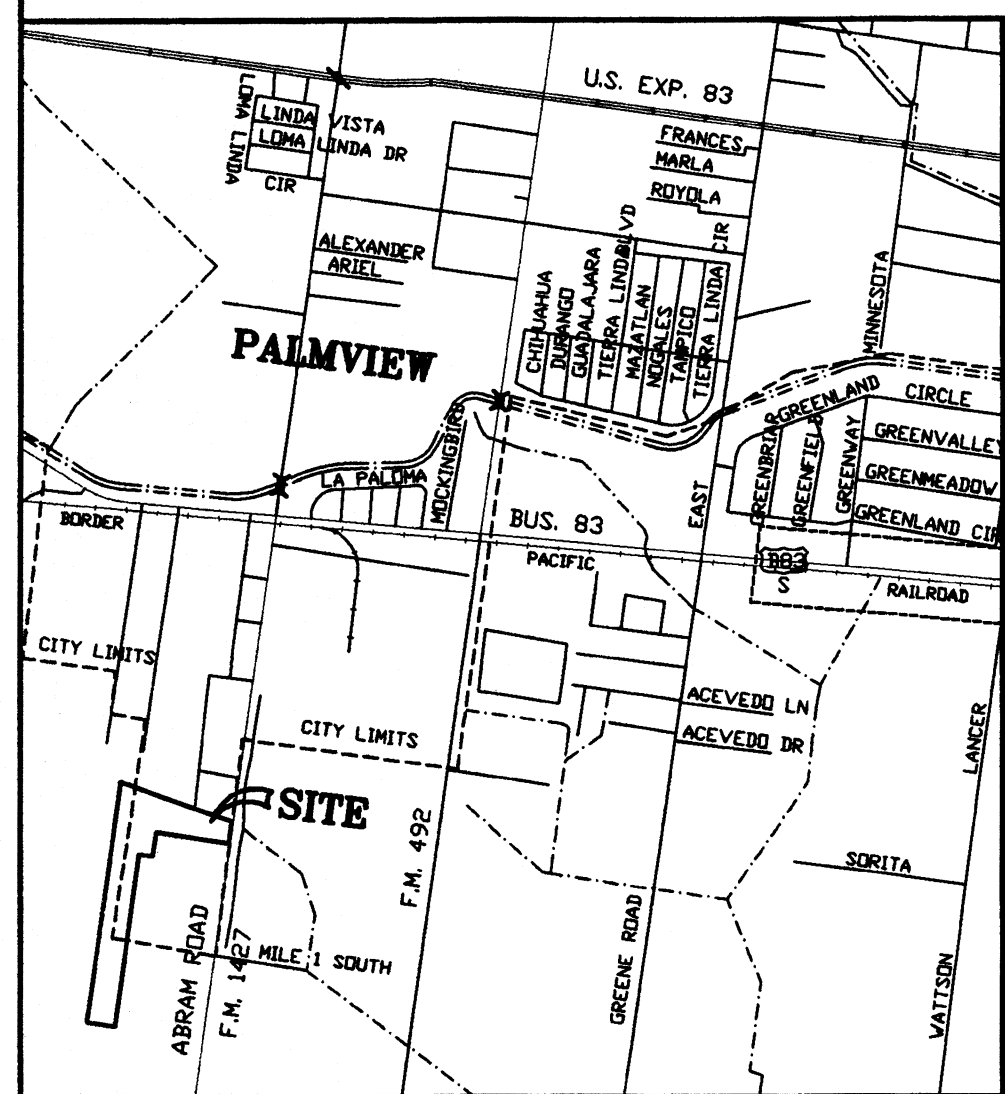 U.S. EXP. 83
LOMA LINDA
LINDA VISTA
LOMA LINDA DR
CIR
FRANCES
MARLA
ROYOLA
CIR
ALEXANDER
ARIEL
CHIHUAHUA
DURANGO
GUADALAJARA
TIERRA LINDA BLVD
MAZATLAN
NOGALES
TAMPICO
TIERRA LINDA
MINNESOTA
PALMVIEW
GREENLAND
CIRCLE
GREENBRIAR
GREENFIELD
GREENWAY
GREENVALLEY
GREENMEADOW
GREENLAND CIR
LA PALOMA
MOCKINGBIRD
EAST
BORDER
BUS. 83
PACIFIC
B83
S
RAILROAD
CITY LIMITS
CITY LIMITS
ACEVEDO LN
ACEVEDO DR
LANCER
SITE
F.M. 492
SORITA
ABRAM ROAD
F.M. 1427
MILE 1 SOUTH
GREENE ROAD
WATTSON